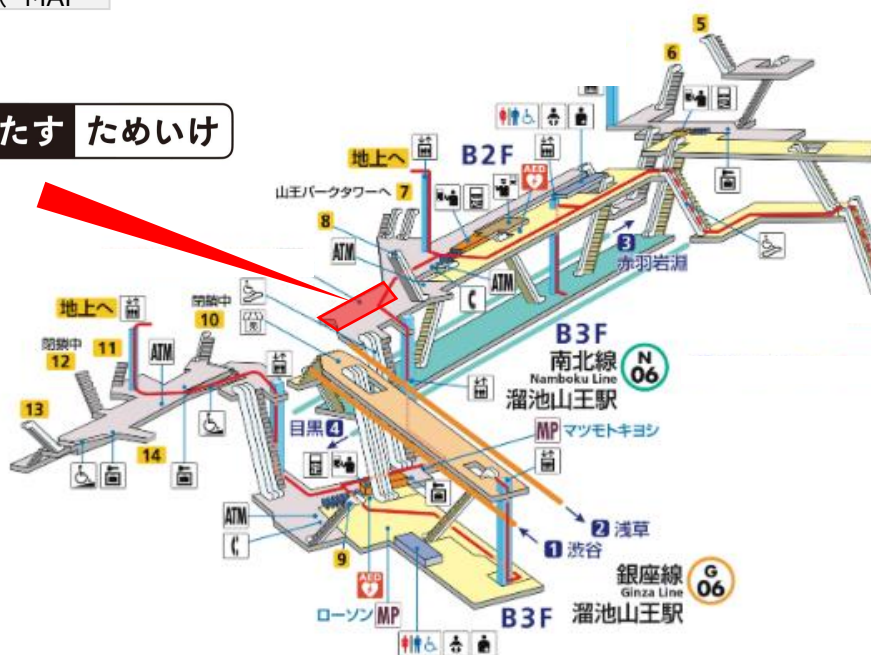 MAP
たす ためいけ
5
6
地上へ
B2F
AED
山王パークタワーへ 7
8
ATM
ATM
3
赤羽岩淵
地上へ
閉鎖中
10
閉鎖中
12
11
ATM
13
14
B3F
南北線
Namboku Line
N
06
溜池山王駅
目黒 4
MP マツモトキヨシ
ATM
9
AED
2 浅草
1 渋谷
銀座線
Ginza Line
G
06
溜池山王駅
ローソン MP
B3F